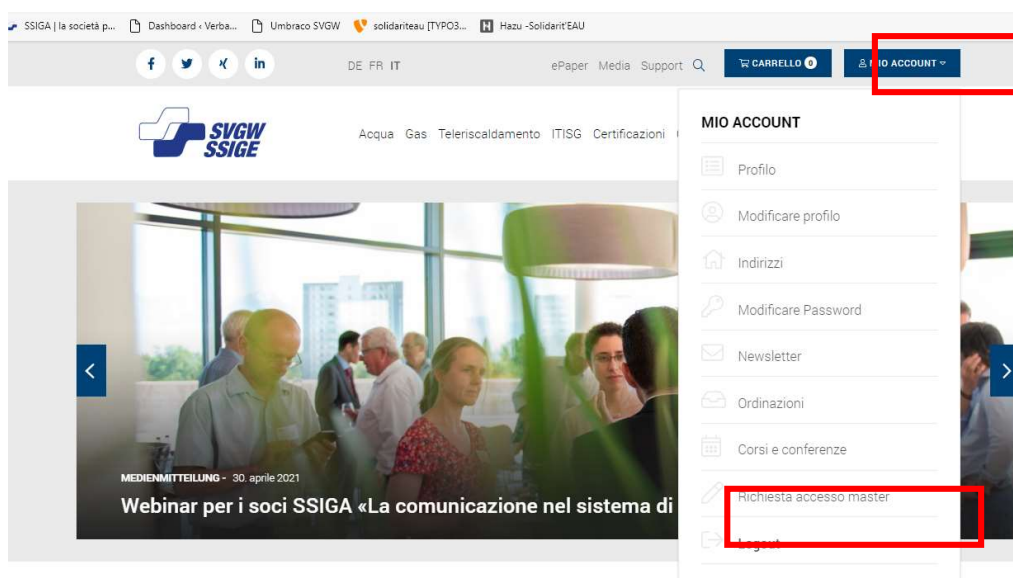 SSIGA | la società p... Dashboard ‹ Verba... Umbraco SVGW solidariteau [TYPO3... Hazu -Solidarit'EAU
DE FR IT ePaper Media Support CARRELLO 0 MIO ACCOUNT
SVGW
SSIGE
Acqua Gas Teleriscaldamento ITISG Certificazioni
MIO ACCOUNT
Profilo
Modificare profilo
Indirizzi
Modificare Password
Newsletter
Ordinazioni
Corsi e conferenze
Richiesta accesso master
Logout
MEDIENMITTEILUNG - 30. aprile 2021
Webinar per i soci SSIGA «La comunicazione nel sistema di